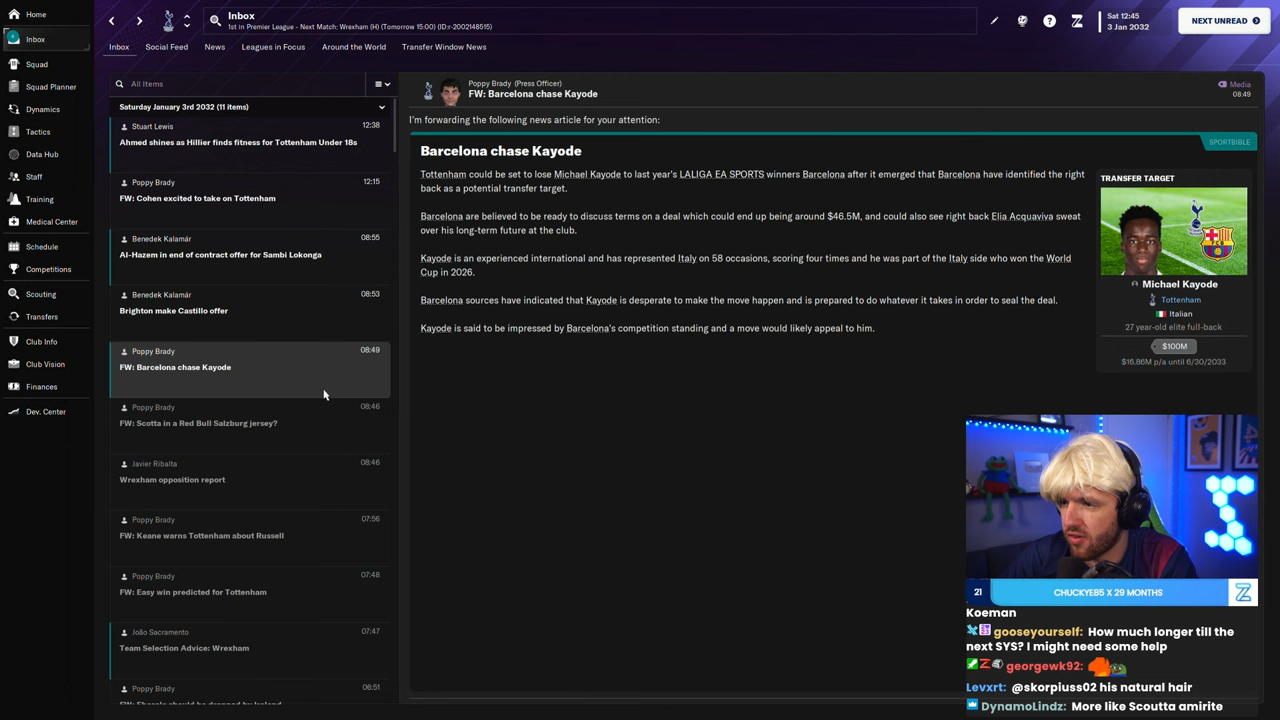 Home
Inbox
Squad
Squad Planner
Dynamics
Tactics
Data Hub
Staff
Training
Medical Center
Schedule
Competitions
Scouting
Transfers
Club Info
Club Vision
Finances
Dev. Center
Inbox
1st in Premier League - Next Match: Wrexham (H) (Tomorrow 15:00) (ID:r-2002148515)
Sat 12:45
3 Jan 2032
NEXT UNREAD
Inbox
Social Feed
News
Leagues in Focus
Around the World
Transfer Window News
All Items
Saturday January 3rd 2032 (11 items)
Stuart Lewis 12:38
Ahmed shines as Hillier finds fitness for Tottenham Under 18s
Poppy Brady 12:15
FW: Cohen excited to take on Tottenham
Benedek Kalamár 08:55
Al-Hazem in end of contract offer for Sambi Lokonga
Benedek Kalamár 08:53
Brighton make Castillo offer
Poppy Brady 08:49
FW: Barcelona chase Kayode
Poppy Brady 08:46
FW: Scotta in a Red Bull Salzburg jersey?
Javier Ribalta 08:46
Wrexham opposition report
Poppy Brady 07:56
FW: Keane warns Tottenham about Russell
Poppy Brady 07:48
FW: Easy win predicted for Tottenham
João Sacramento 07:47
Team Selection Advice: Wrexham
Poppy Brady 06:51
Poppy Brady (Press Officer)
FW: Barcelona chase Kayode
Media
08:49
I'm forwarding the following news article for your attention:
SPORTBIBLE
Barcelona chase Kayode
Tottenham could be set to lose Michael Kayode to last year's LALIGA EA SPORTS winners Barcelona after it emerged that Barcelona have identified the right
back as a potential transfer target.
Barcelona are believed to be ready to discuss terms on a deal which could end up being around $46.5M, and could also see right back Elia Acquaviva sweat
over his long-term future at the club.
Kayode is an experienced international and has represented Italy on 58 occasions, scoring four times and he was part of the Italy side who won the World
Cup in 2026.
Barcelona sources have indicated that Kayode is desperate to make the move happen and is prepared to do whatever it takes in order to seal the deal.
Kayode is said to be impressed by Barcelona's competition standing and a move would likely appeal to him.
TRANSFER TARGET
Michael Kayode
Tottenham
Italian
27 year-old elite full-back
$100M
$16.86M p/a until 6/30/2033
21 CHUCKYE85 X 29 MONTHS
Koeman
gooseyourself: How much longer till the
next SYS? I might need some help
georgewk92:
Levxrt: @skorpiuss02 his natural hair
DynamoLindz: More like Scoutta amirite